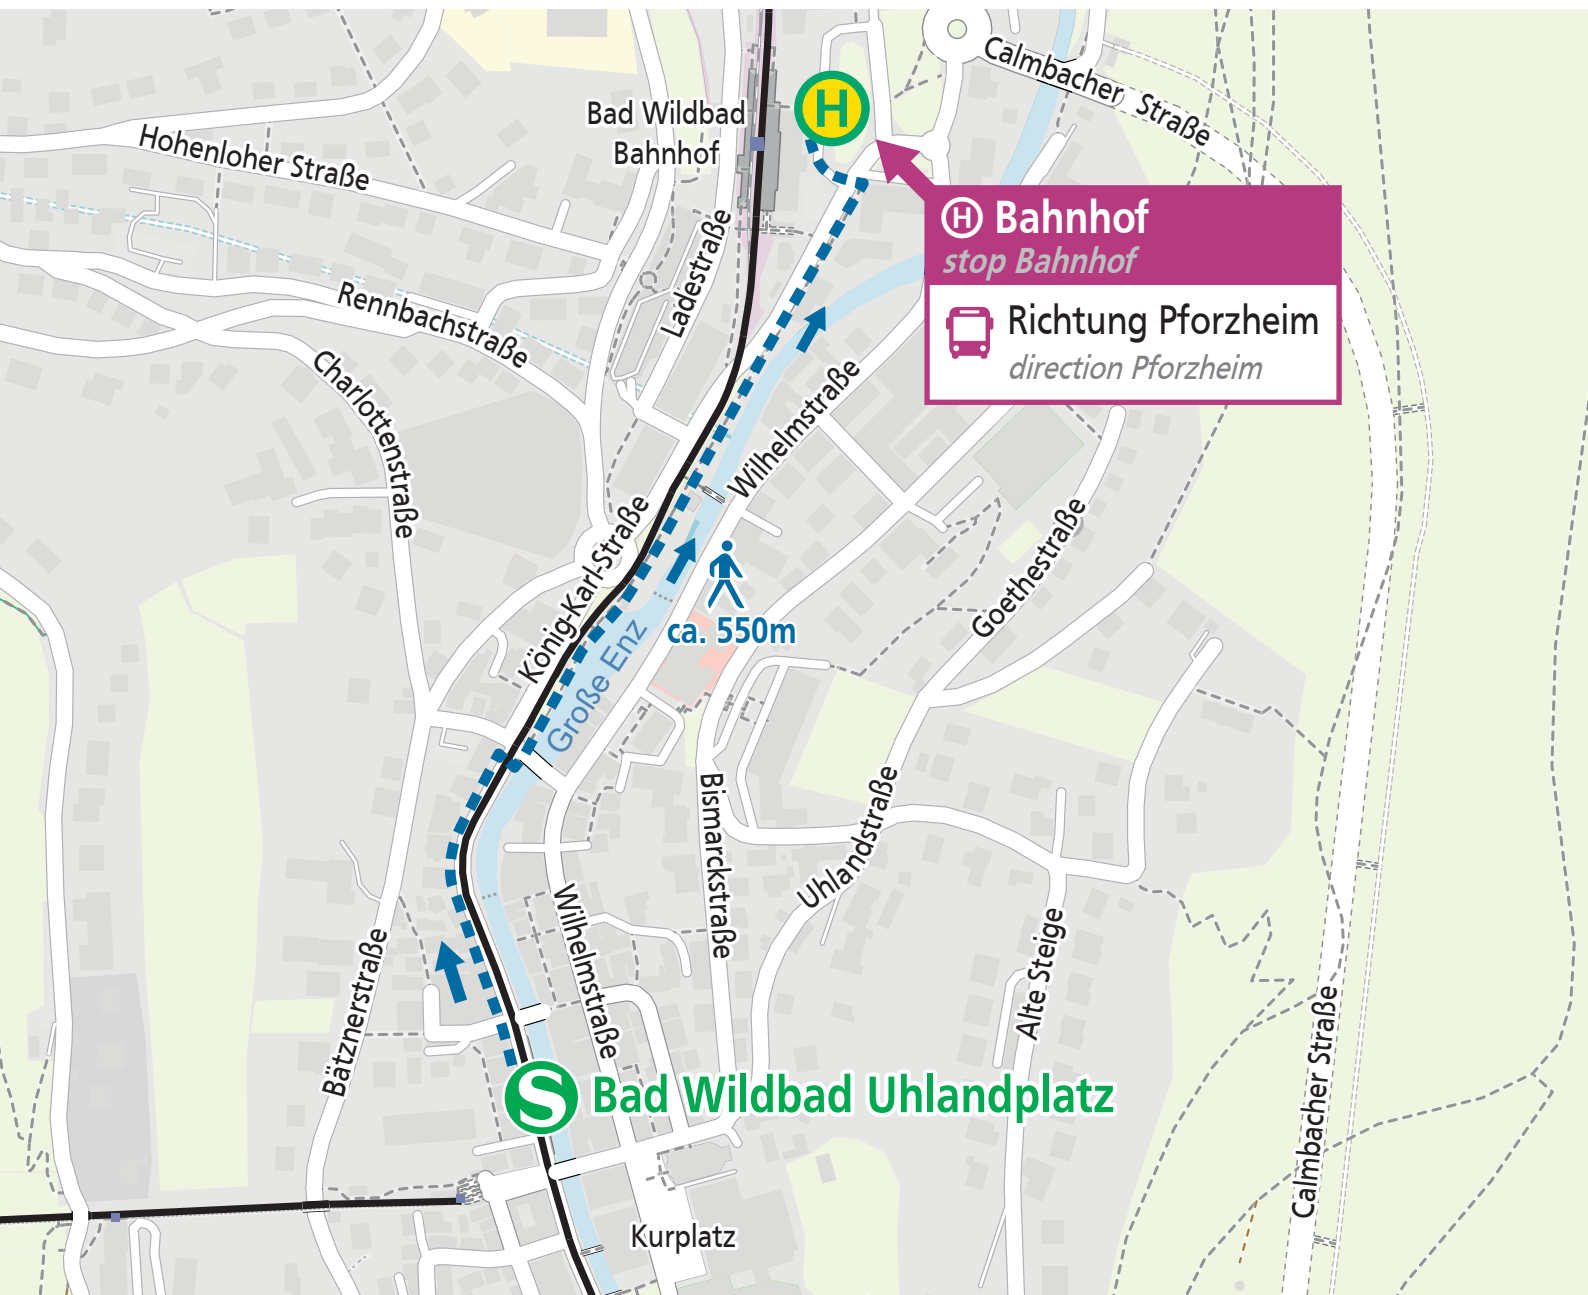 Calmbacher Straße
H
Bad Wildbad
Bahnhof
Hohenloher Straße
H Bahnhof
stop Bahnhof
Richtung Pforzheim
direction Pforzheim
Ladestraße
Rennbachstraße
Charlottenstraße
Wilhelmstraße
König-Karl-Straße
Goethestraße
ca. 550m
Große Enz
Bismarckstraße
Uhlandstraße
Wilhelmstraße
Bätznerstraße
Alte Steige
Calmbacher Straße
S Bad Wildbad Uhlandplatz
Kurplatz